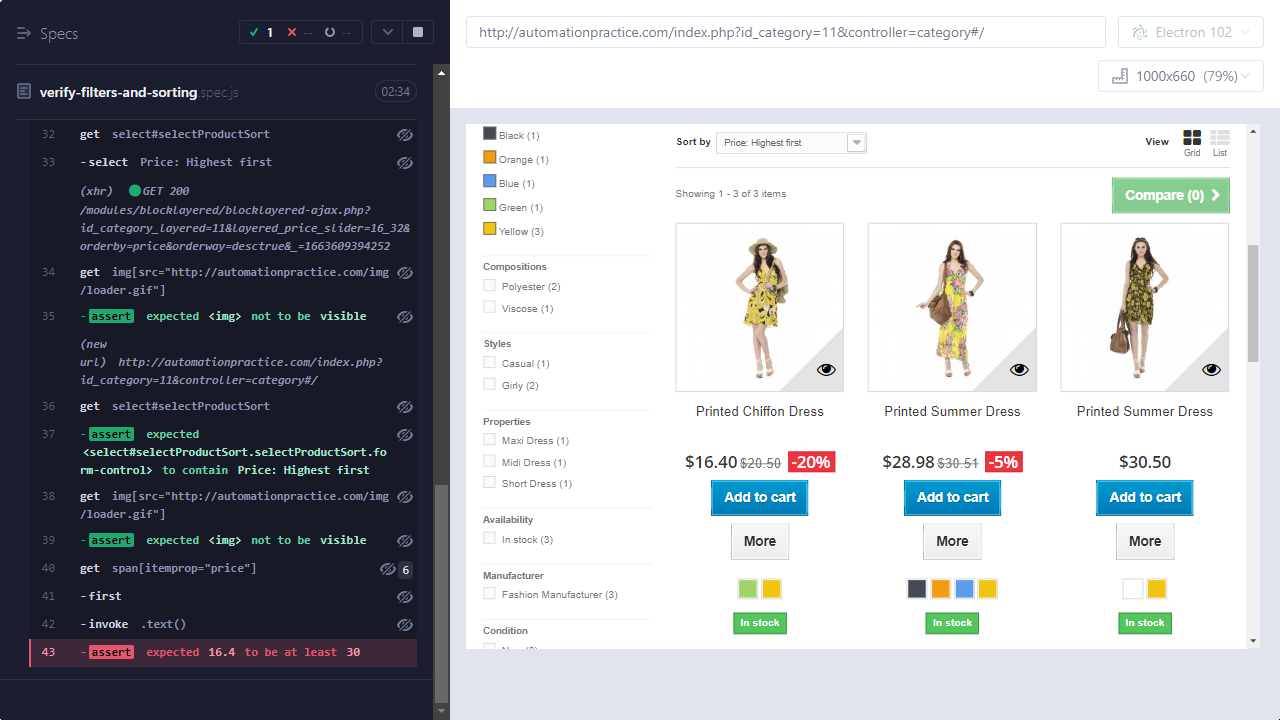 Specs
1
--
--
verify-filters-and-sorting.spec.js
02:34
32 get select#selectProductSort
33 -select Price: Highest first
(xhr) GET 200
/modules/blocklayered/blocklayered-ajax.php?
id_category_layered=11&layered_price_slider=16_32&
orderby=price&orderway=desctrue&_=1663609394252
34 get img[src="http://automationpractice.com/img
/loader.gif"]
35 -assert expected <img> not to be visible
(new
url) http://automationpractice.com/index.php?
id_category=11&controller=category#/
36 get select#selectProductSort
37 -assert expected
<select#selectProductSort.selectProductSort.fo
rm-control> to contain Price: Highest first
38 get img[src="http://automationpractice.com/img
/loader.gif"]
39 -assert expected <img> not to be visible
40 get span[itemprop="price"] 6
41 -first
42 -invoke .text()
43 -assert expected 16.4 to be at least 30
http://automationpractice.com/index.php?id_category=11&controller=category#/
Electron 102
1000x660 (79%)
Black (1)
Orange (1)
Blue (1)
Green (1)
Yellow (3)
Compositions
Polyester (2)
Viscose (1)
Styles
Casual (1)
Girly (2)
Properties
Maxi Dress (1)
Midi Dress (1)
Short Dress (1)
Availability
In stock (3)
Manufacturer
Fashion Manufacturer (3)
Condition
Sort by Price: Highest first
View
Grid
List
Showing 1 - 3 of 3 items
Compare (0)
Printed Chiffon Dress
$16.40 $20.50 -20%
Add to cart
More
In stock
Printed Summer Dress
$28.98 $30.51 -5%
Add to cart
More
In stock
Printed Summer Dress
$30.50
Add to cart
More
In stock